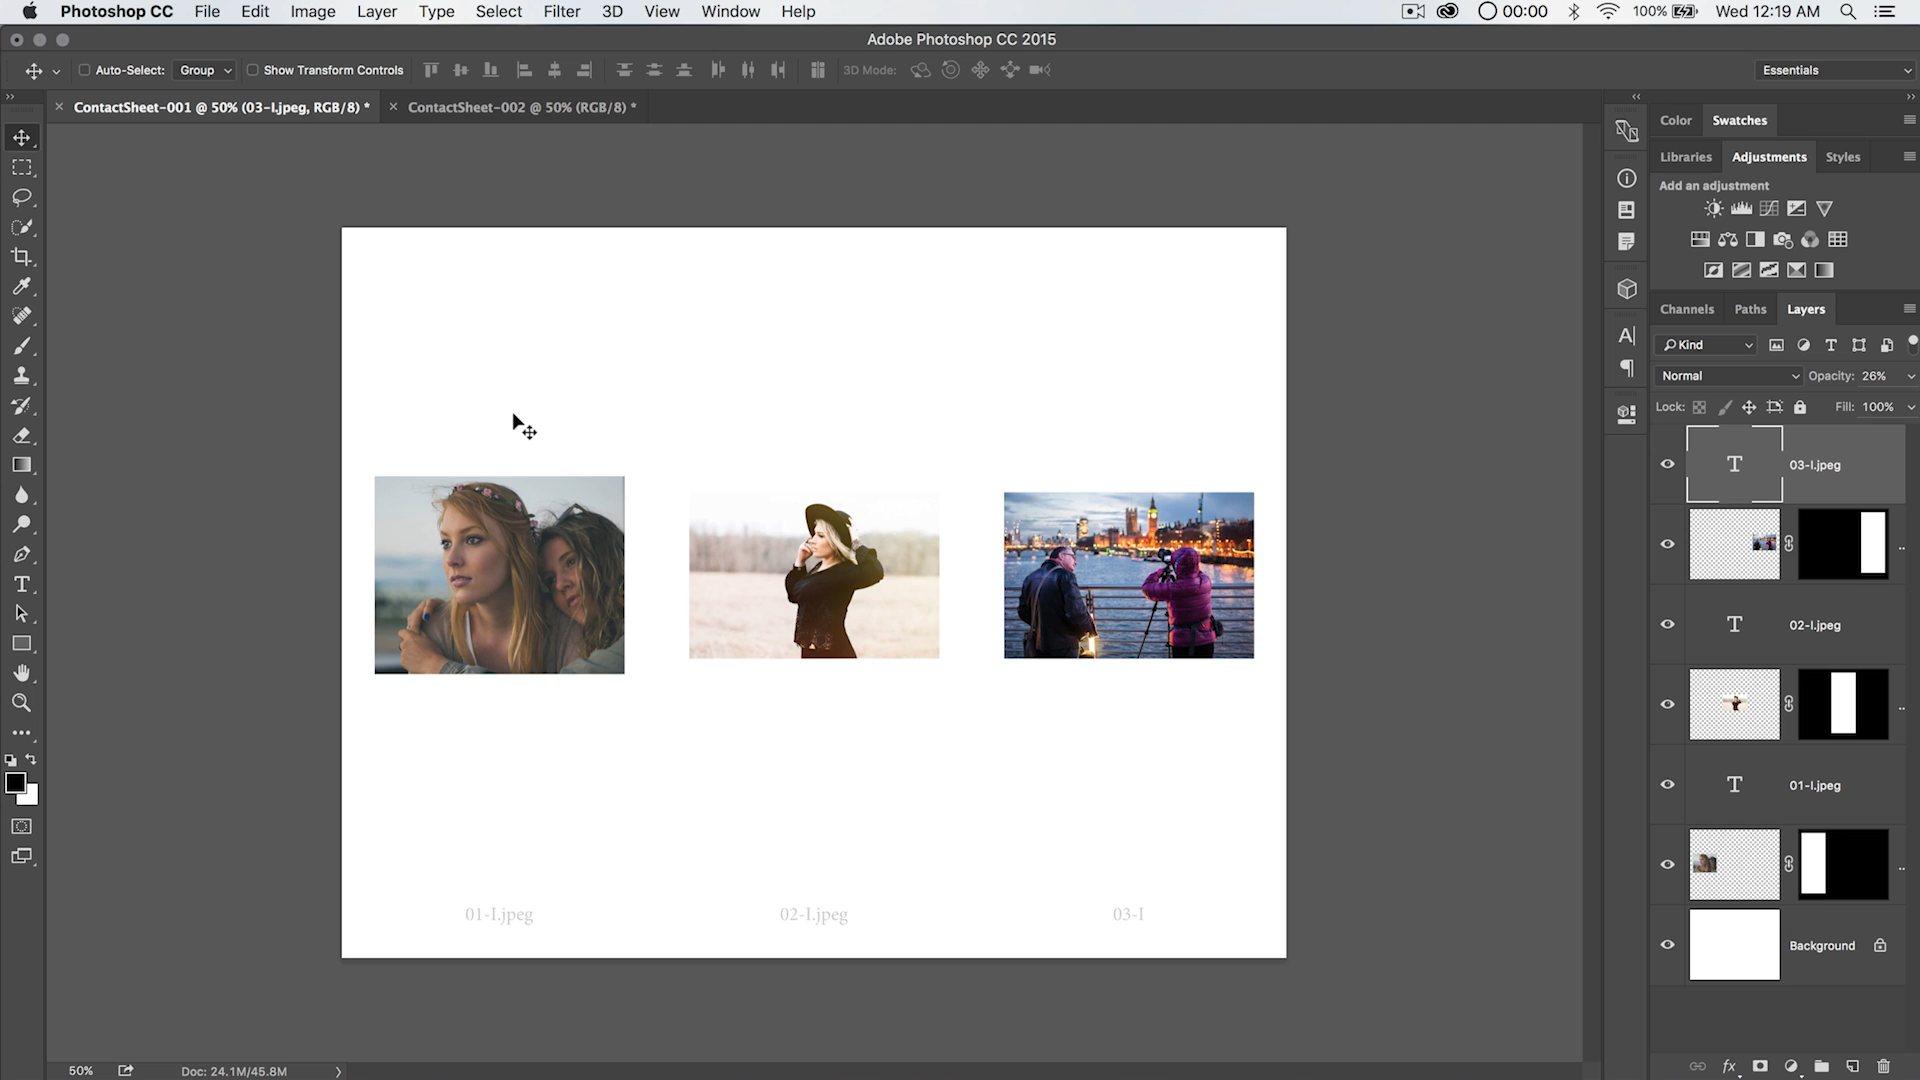 Photoshop CC File Edit Image Layer Type Select Filter 3D View Window Help 00:00 100% Wed 12:19 AM
Adobe Photoshop CC 2015
Auto-Select: Group Show Transform Controls 3D Mode: Essentials
ContactSheet-001 @ 50% (03-I.jpeg, RGB/8) * ContactSheet-002 @ 50% (RGB/8) *
Color Swatches
Libraries Adjustments Styles
Add an adjustment
Channels Paths Layers
Kind
Normal Opacity: 26%
Lock: Fill: 100%
03-I.jpeg
02-I.jpeg
01-I.jpeg
Background
01-I.jpeg 02-I.jpeg 03-I
50% Doc: 24.1M/45.8M